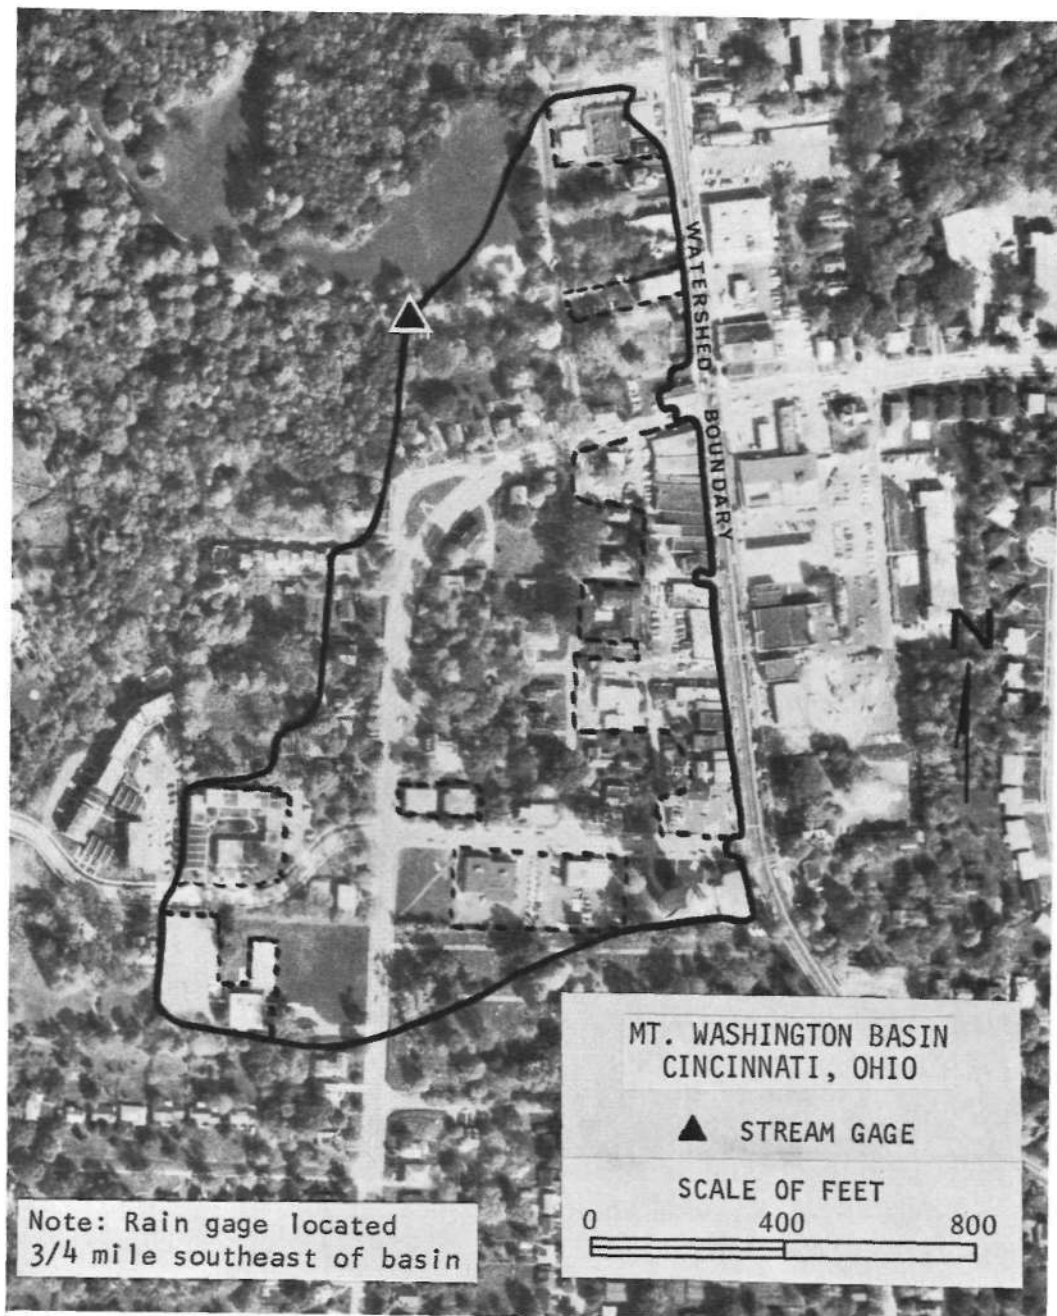 WATERSHED BOUNDARY
N
MT. WASHINGTON BASIN
CINCINNATI, OHIO
STREAM GAGE
SCALE OF FEET
0 400 800
Note: Rain gage located
3/4 mile southeast of basin